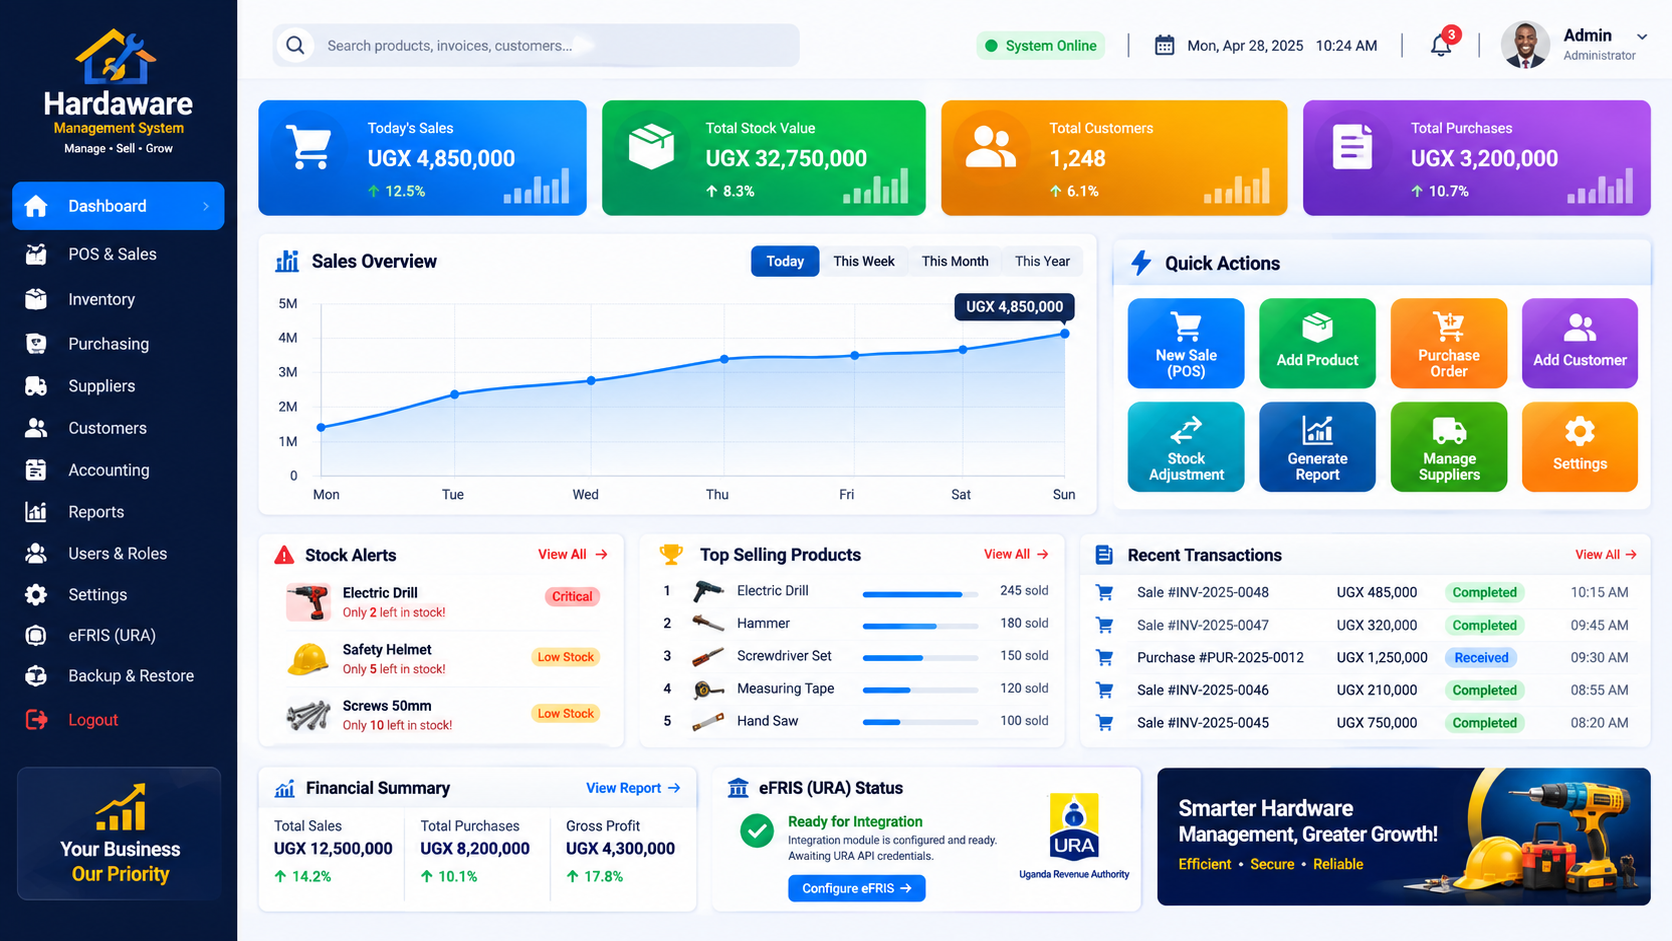 Hardaware
Management System
Manage • Sell • Grow
Dashboard
POS & Sales
Inventory
Purchasing
Suppliers
Customers
Accounting
Reports
Users & Roles
Settings
eFRIS (URA)
Backup & Restore
Logout
Your Business
Our Priority
Search products, invoices, customers...
System Online
Mon, Apr 28, 2025 10:24 AM
3
Admin
Administrator
Today's Sales
UGX 4,850,000
↑ 12.5%
Total Stock Value
UGX 32,750,000
↑ 8.3%
Total Customers
1,248
↑ 6.1%
Total Purchases
UGX 3,200,000
↑ 10.7%
Sales Overview
Today This Week This Month This Year
UGX 4,850,000
5M
4M
3M
2M
1M
0
Mon Tue Wed Thu Fri Sat Sun
Quick Actions
New Sale
(POS)
Add Product
Purchase
Order
Add Customer
Stock
Adjustment
Generate
Report
Manage
Suppliers
Settings
Stock Alerts
View All →
Electric Drill
Only 2 left in stock!
Critical
Safety Helmet
Only 5 left in stock!
Low Stock
Screws 50mm
Only 10 left in stock!
Low Stock
Top Selling Products
View All →
1 Electric Drill 245 sold
2 Hammer 180 sold
3 Screwdriver Set 150 sold
4 Measuring Tape 120 sold
5 Hand Saw 100 sold
Recent Transactions
View All →
Sale #INV-2025-0048 UGX 485,000 Completed 10:15 AM
Sale #INV-2025-0047 UGX 320,000 Completed 09:45 AM
Purchase #PUR-2025-0012 UGX 1,250,000 Received 09:30 AM
Sale #INV-2025-0046 UGX 210,000 Completed 08:55 AM
Sale #INV-2025-0045 UGX 750,000 Completed 08:20 AM
Financial Summary
View Report →
Total Sales
UGX 12,500,000
↑ 14.2%
Total Purchases
UGX 8,200,000
↑ 10.1%
Gross Profit
UGX 4,300,000
↑ 17.8%
eFRIS (URA) Status
Ready for Integration
Integration module is configured and ready.
Awaiting URA API credentials.
Configure eFRIS →
URA
Uganda Revenue Authority
Smarter Hardware
Management, Greater Growth!
Efficient • Secure • Reliable